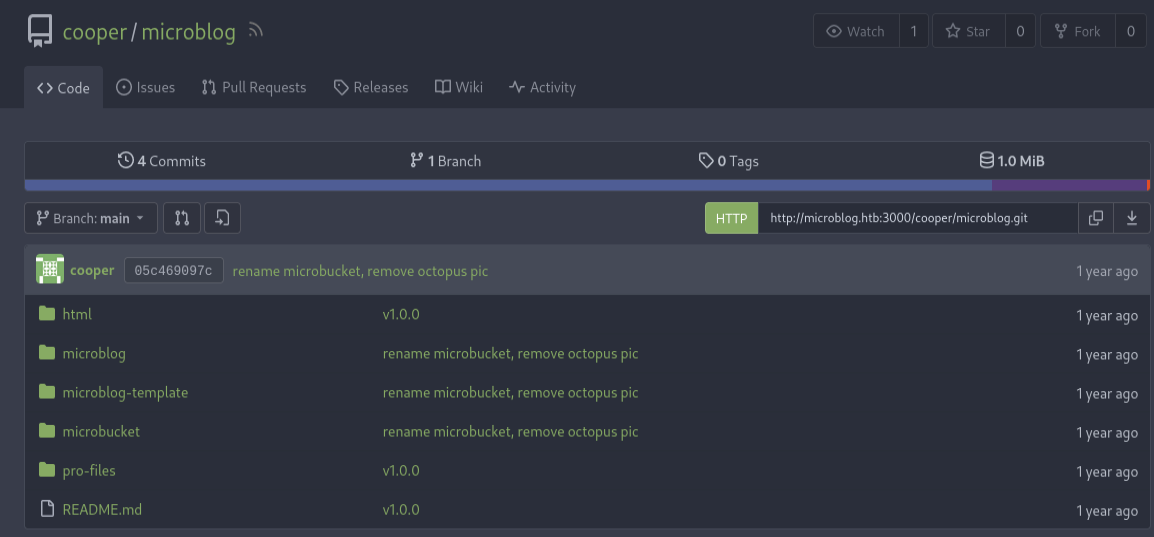 cooper/microblog Watch 1 Star 0 Fork 0
Code Issues Pull Requests Releases Wiki Activity
4 Commits 1 Branch 0 Tags 1.0 MiB
Branch: main HTTP http://microblog.htb:3000/cooper/microblog.git
cooper 05c469097c rename microbucket, remove octopus pic 1 year ago
html v1.0.0 1 year ago
microblog rename microbucket, remove octopus pic 1 year ago
microblog-template rename microbucket, remove octopus pic 1 year ago
microbucket rename microbucket, remove octopus pic 1 year ago
pro-files v1.0.0 1 year ago
README.md v1.0.0 1 year ago